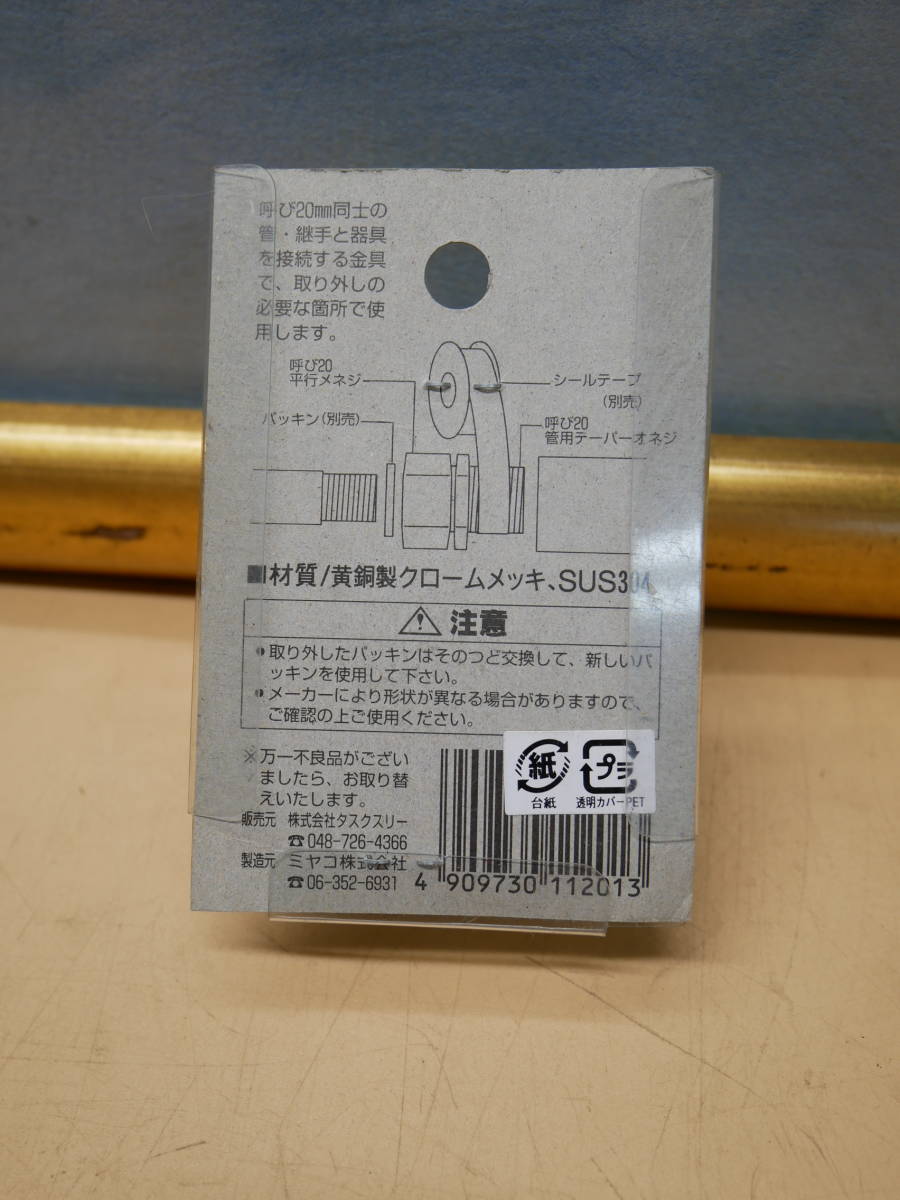 呼び20mm同士の
管・継手と器具
を接続する金具
で、取り外しの
必要な箇所で使
用します。
呼び20
平行メネジ
シールテープ
(別売)
パッキン(別売)
呼び20
管用テーパーオネジ
■材質/黄銅製クロームメッキ、SUS304
注意
●取り外したパッキンはそのつど交換して、新しいパ
ッキンを使用して下さい。
●メーカーにより形状が異なる場合がありますので、
ご確認の上ご使用ください。
※万一不良品がござい
ましたら、お取り替
えいたします。
販売元 株式会社タスクスリー
☎048-726-4366
製造元 ミヤコ株式会社
☎06-352-6931
紙
台紙
プラ
透明カバーPET
4 909730 112013